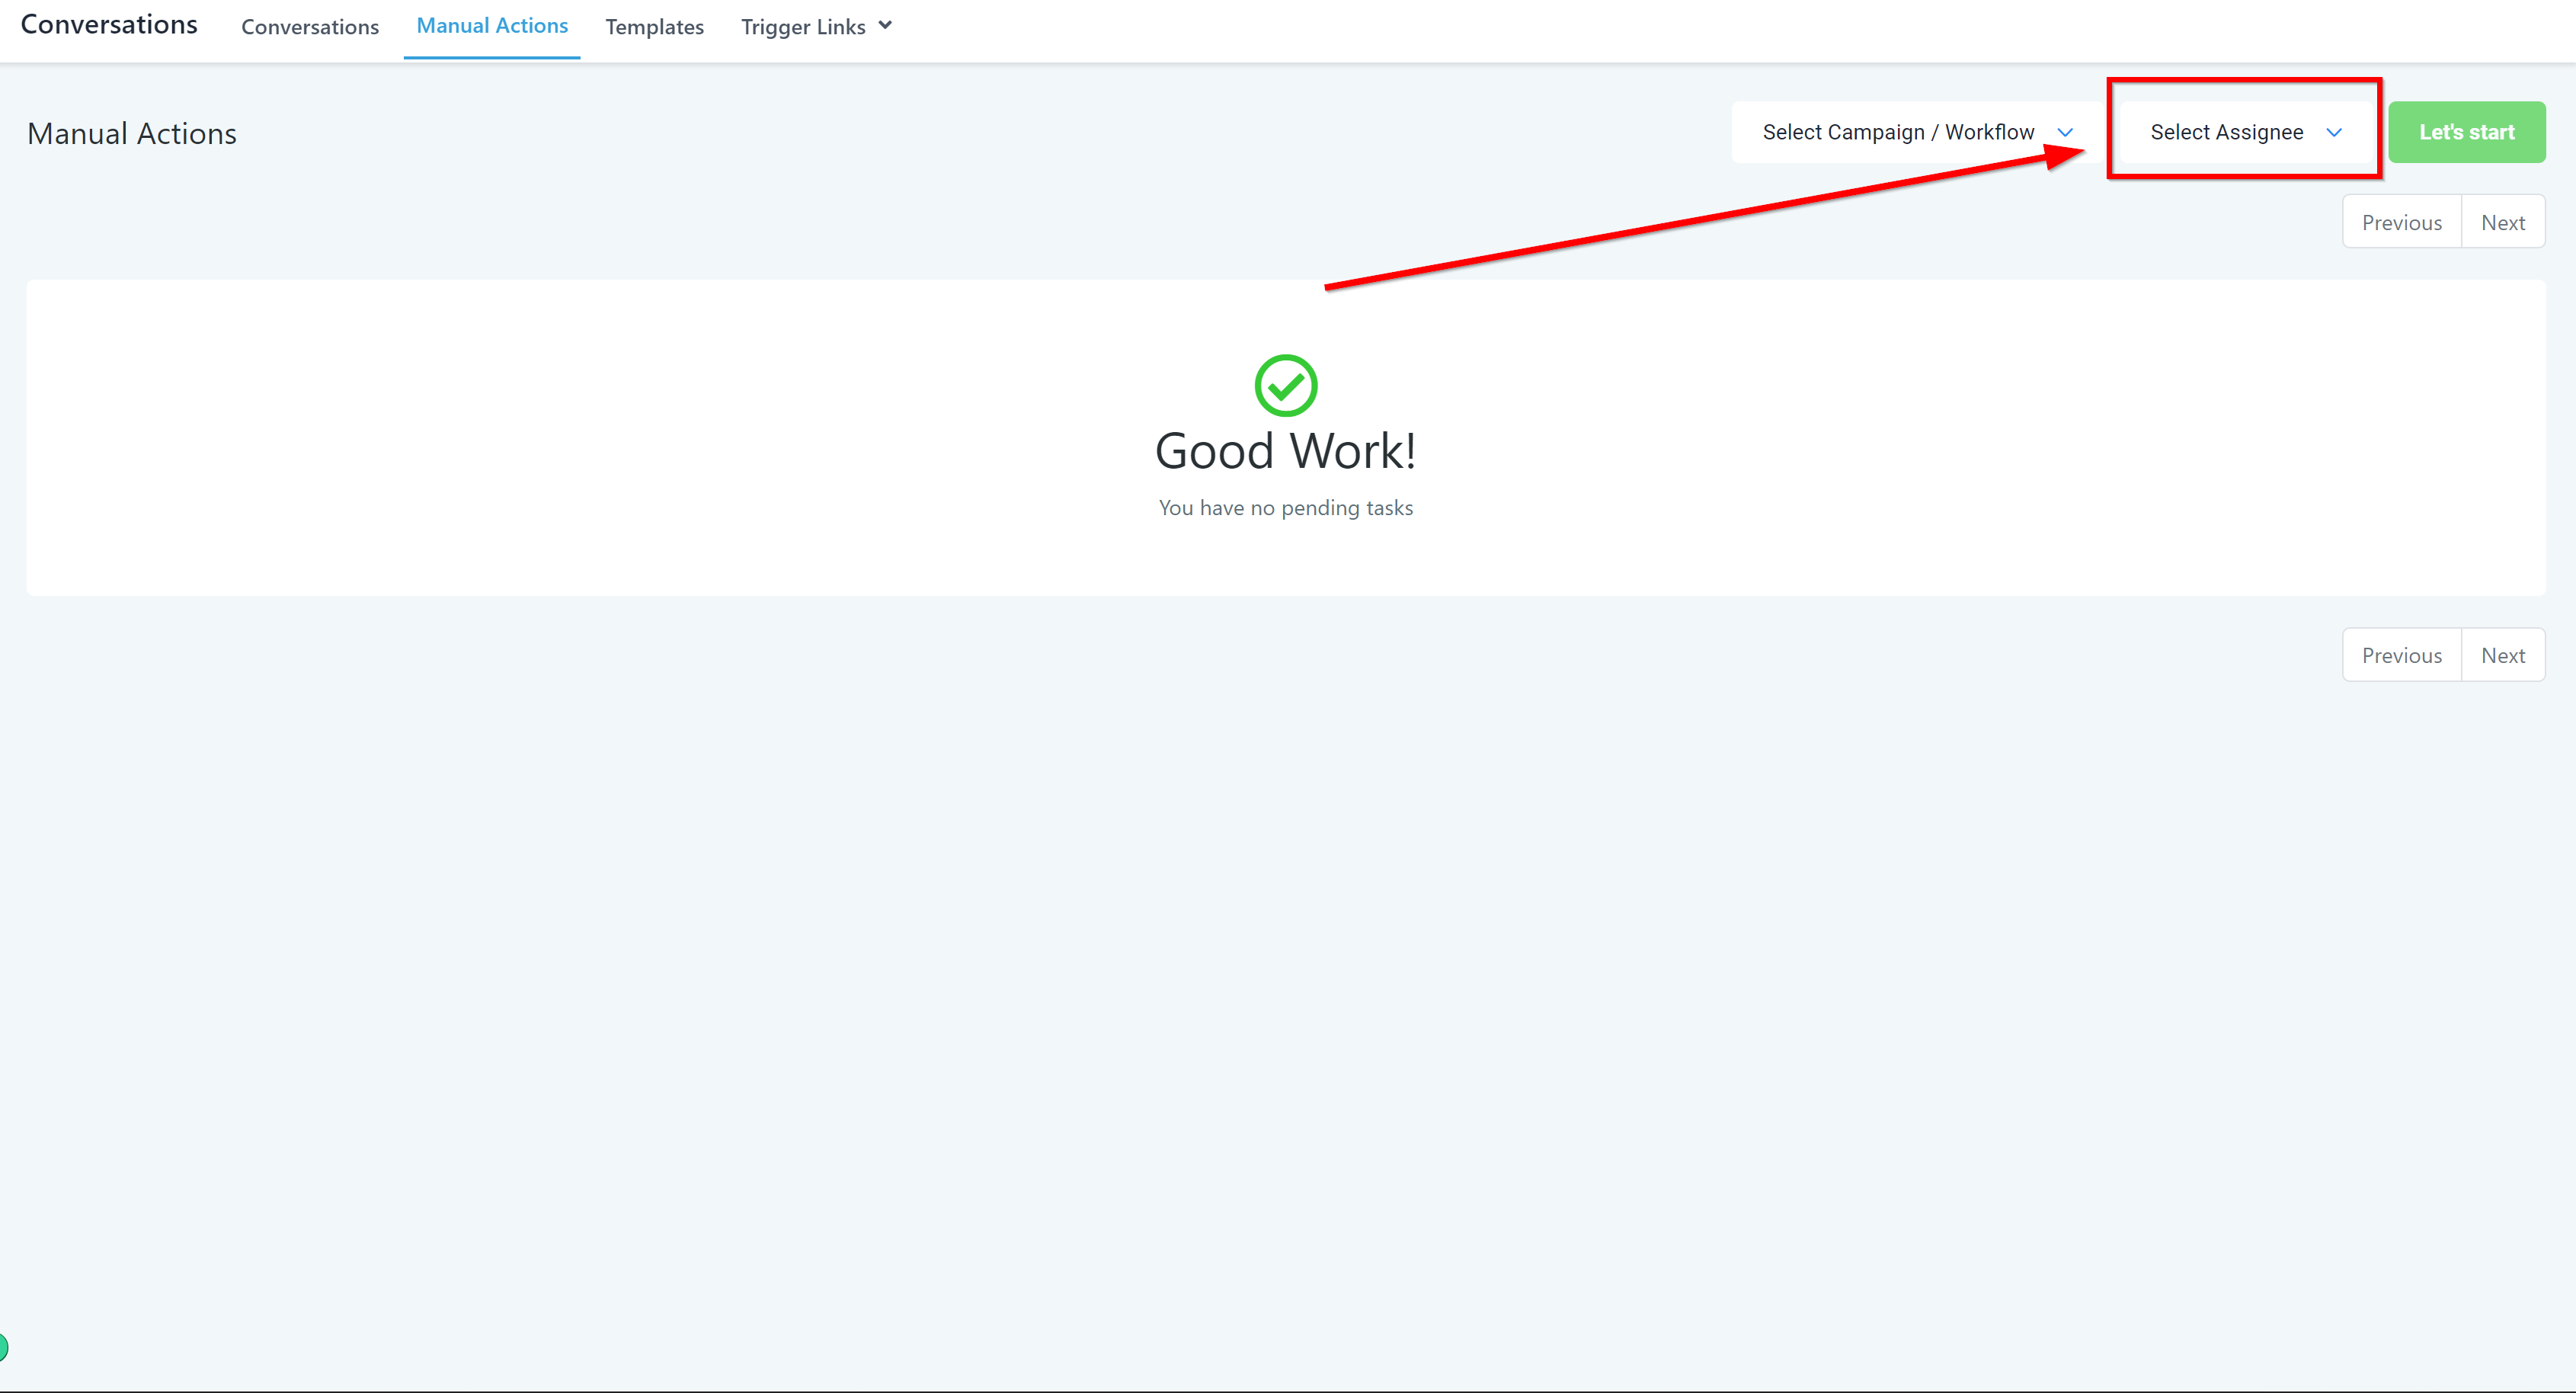 Conversations Conversations Manual Actions Templates Trigger Links
Manual Actions Select Campaign / Workflow Select Assignee Let's start
Previous Next
Good Work!
You have no pending tasks
Previous Next